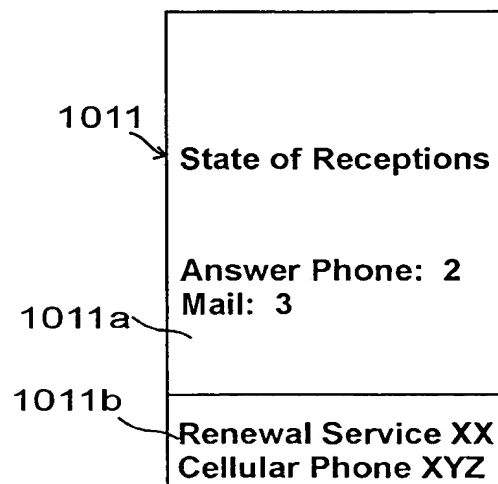 1011
State of Receptions
Answer Phone: 2
Mail: 3
1011a
1011b
Renewal Service XX
Cellular Phone XYZ